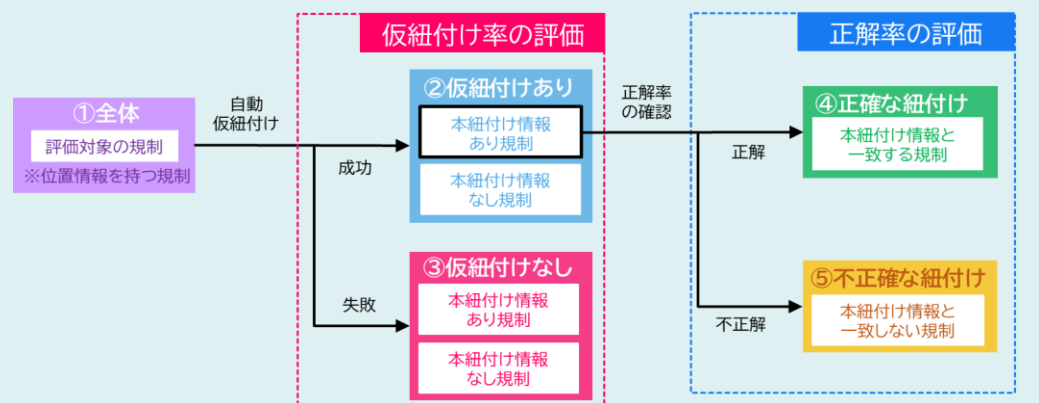 仮紐付け率の評価
正解率の評価
①全体
評価対象の規制
※位置情報を持つ規制
自動
仮紐付け
成功
失敗
②仮紐付けあり
本紐付け情報
あり規制
本紐付け情報
なし規制
③仮紐付けなし
本紐付け情報
あり規制
本紐付け情報
なし規制
正解率
の確認
正解
不正解
④正確な紐付け
本紐付け情報と
一致する規制
⑤不正確な紐付け
本紐付け情報と
一致しない規制